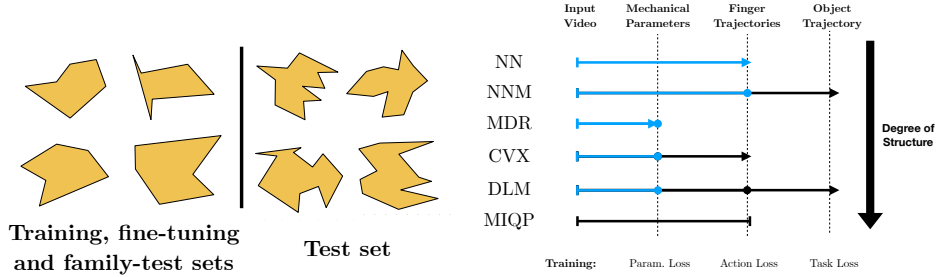 Training, fine-tuning
and family-test sets
Test set
Input
Video
Mechanical
Parameters
Finger
Trajectories
Object
Trajectory
NN
NNM
MDR
CVX
DLM
MIQP
Degree of
Structure
Training: Param. Loss Action Loss Task Loss